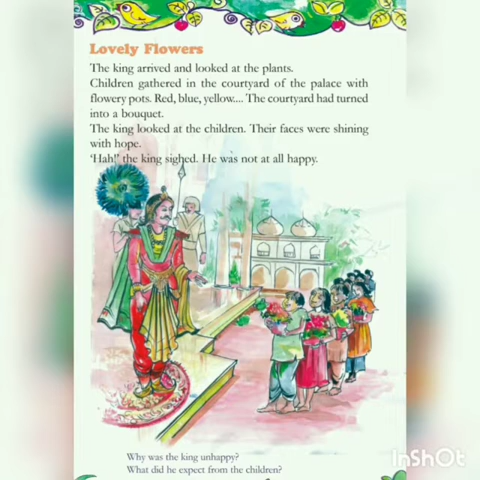 Lovely Flowers
The king arrived and looked at the plants.
Children gathered in the courtyard of the palace with
flowery pots. Red, blue, yellow.... The courtyard had turned
into a bouquet.
The king looked at the children. Their faces were shining
with hope.
'Hah!' the king sighed. He was not at all happy.
Why was the king unhappy?
What did he expect from the children?
InShOt